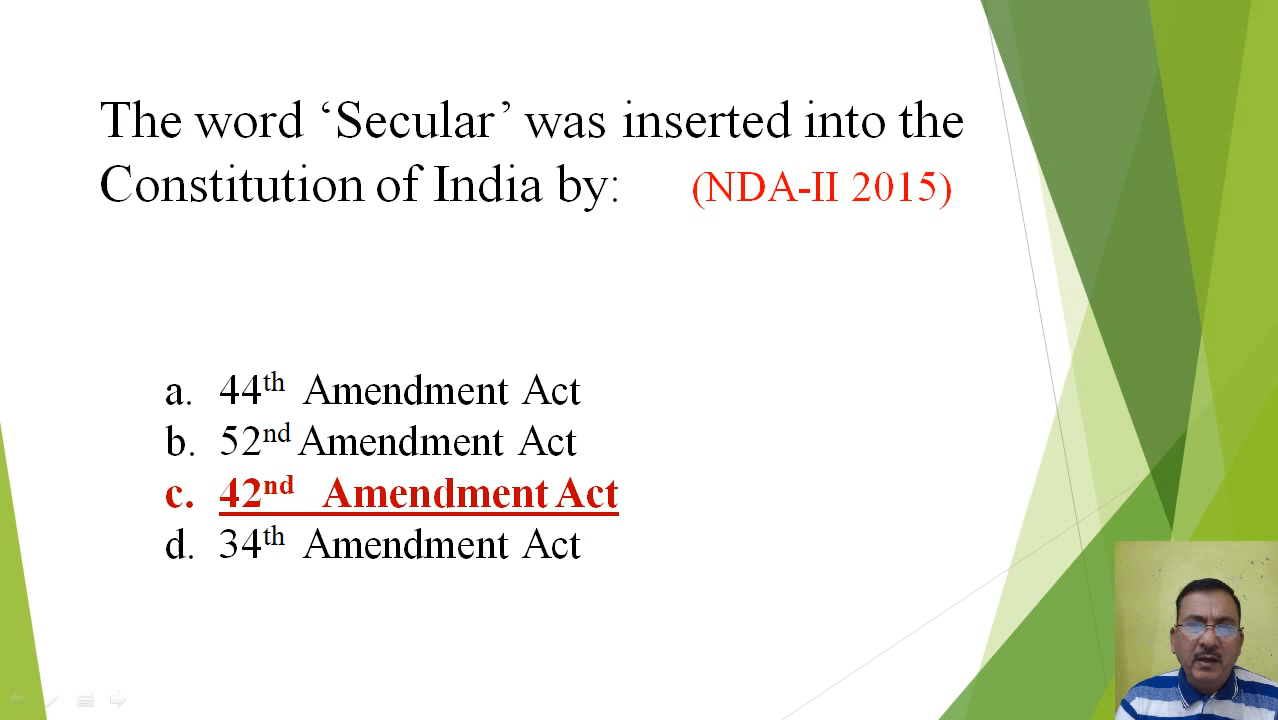 The word ‘Secular’ was inserted into the
Constitution of India by: (NDA-II 2015)
a. 44th Amendment Act
b. 52nd Amendment Act
c. 42nd Amendment Act
d. 34th Amendment Act